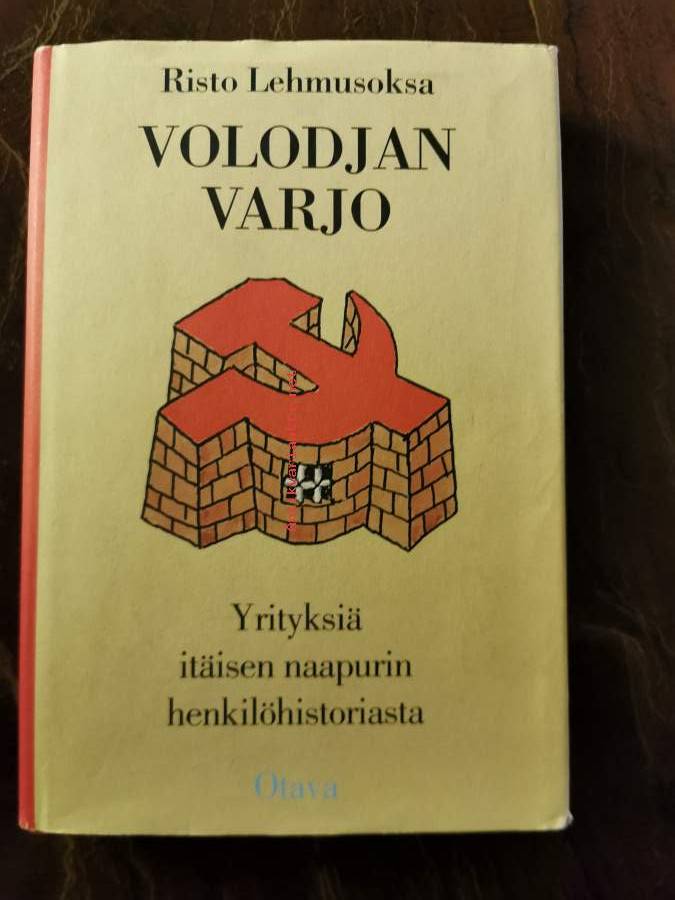 Risto Lehmusoksa
VOLODJAN
VARJO
Yrityksiä
itäisen naapurin
henkilöhistoriasta
Otava